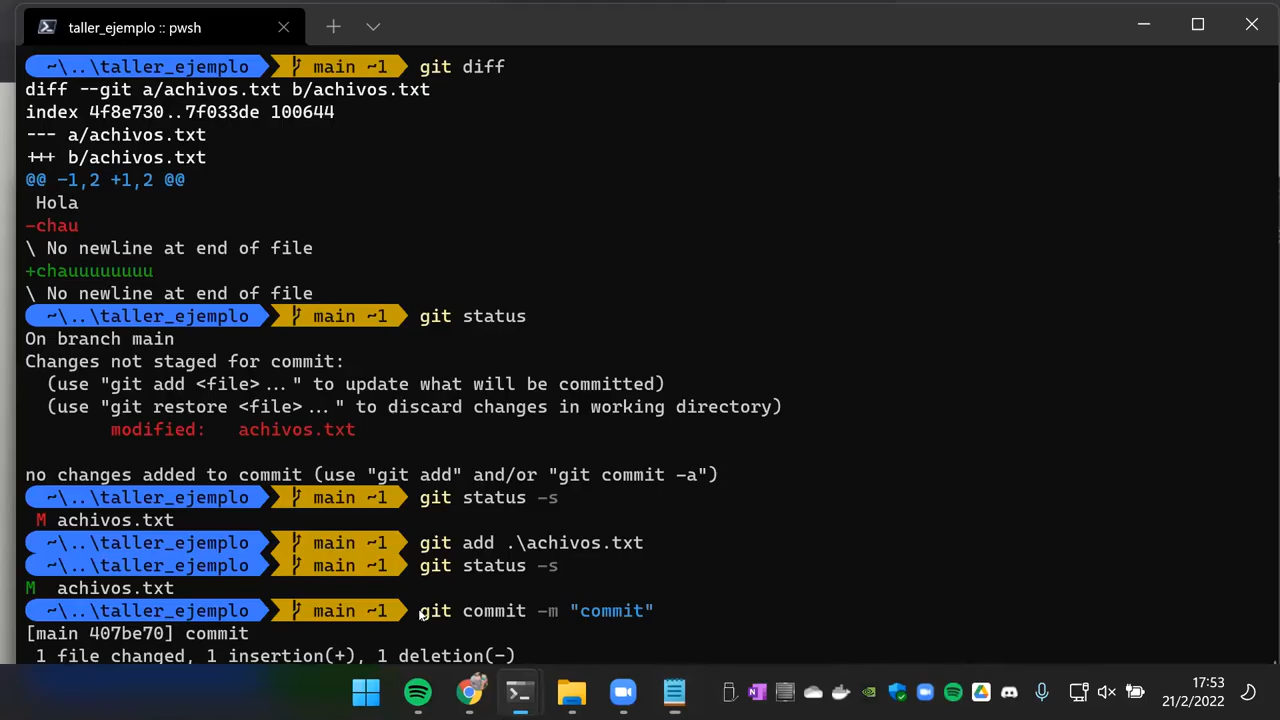 taller_ejemplo :: pwsh
~\..\taller_ejemplo main ~1 git diff
diff --git a/achivos.txt b/achivos.txt
index 4f8e730..7f033de 100644
--- a/achivos.txt
+++ b/achivos.txt
@@ -1,2 +1,2 @@
Hola
-chau
\ No newline at end of file
+chauuuuuuuuu
\ No newline at end of file
~\..\taller_ejemplo main ~1 git status
On branch main
Changes not staged for commit:
(use "git add <file>..." to update what will be committed)
(use "git restore <file>..." to discard changes in working directory)
modified: achivos.txt
no changes added to commit (use "git add" and/or "git commit -a")
~\..\taller_ejemplo main ~1 git status -s
M achivos.txt
~\..\taller_ejemplo main ~1 git add .\achivos.txt
~\..\taller_ejemplo main ~1 git status -s
M achivos.txt
~\..\taller_ejemplo main ~1 git commit -m "commit"
[main 407be70] commit
1 file changed, 1 insertion(+), 1 deletion(-)
17:53
21/2/2022